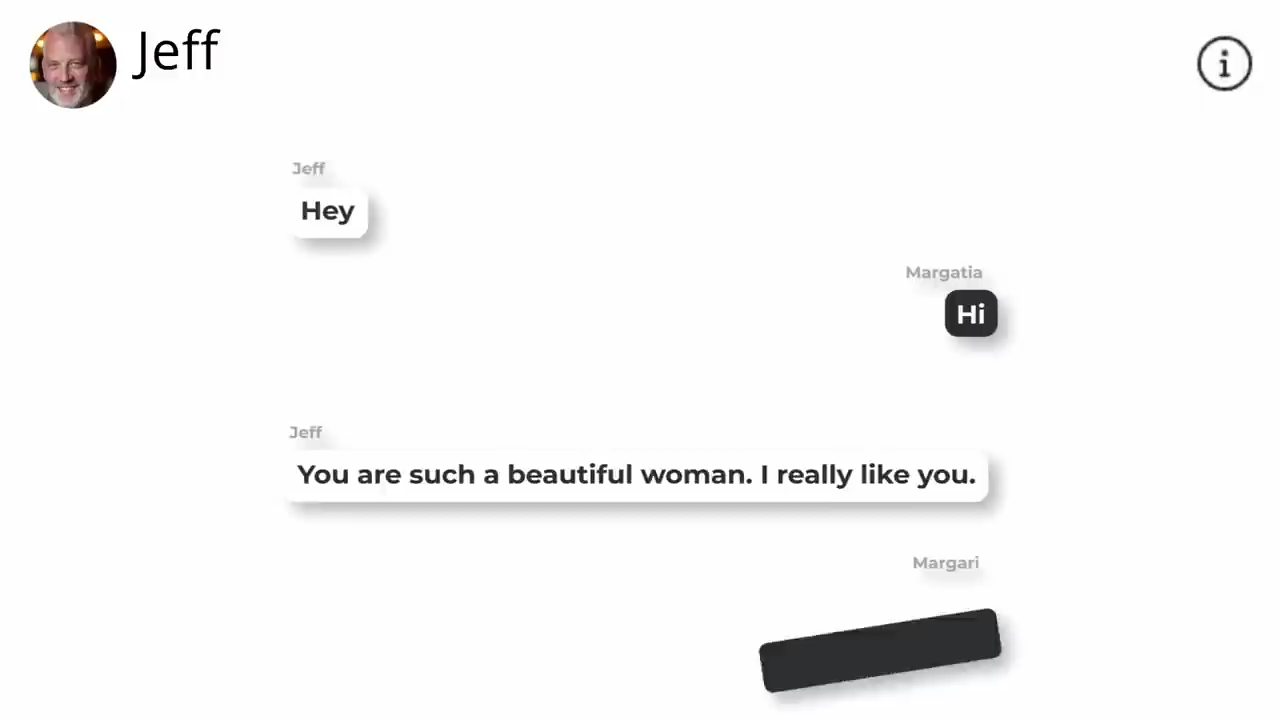 Jeff
Jeff
Hey
Margatia
Hi
Jeff
You are such a beautiful woman. I really like you.
Margari